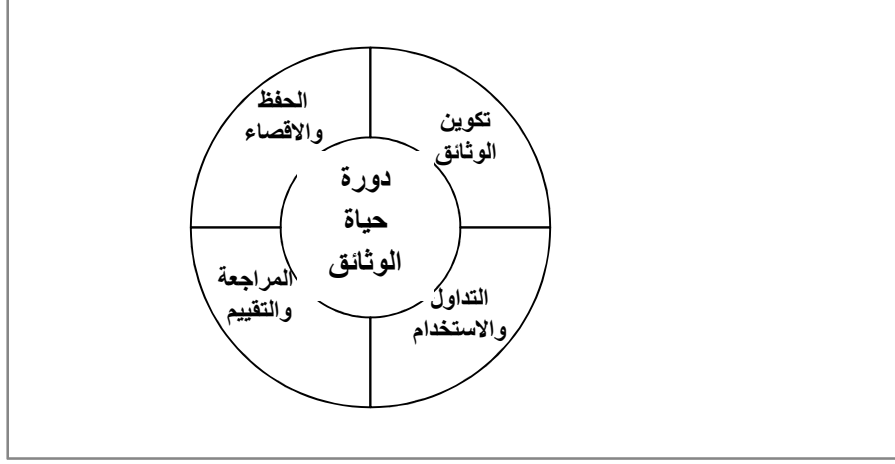 الحفظ
والاقصاء
تكوين
الوثائق
دورة
حياة
الوثائق
المراجعة
والتقييم
التداول
والاستخدام